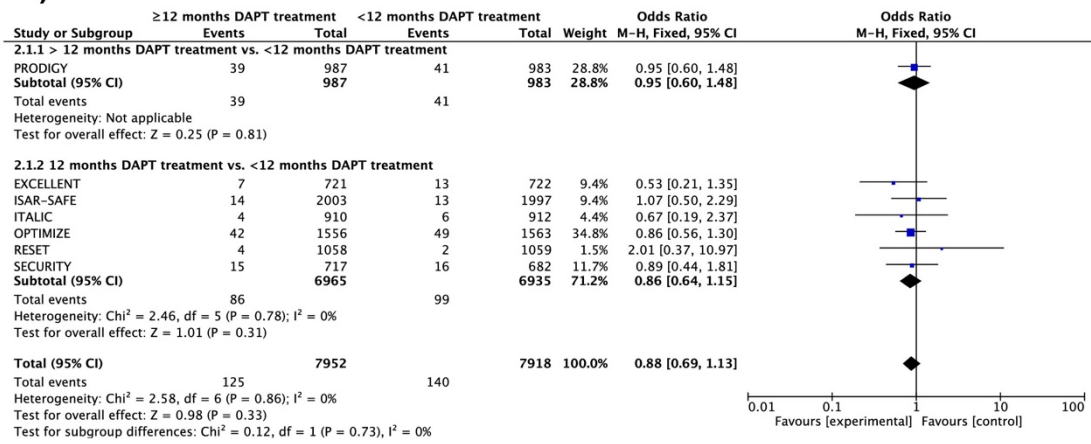 ≥12 months DAPT treatment <12 months DAPT treatment Odds Ratio Odds Ratio
Study or Subgroup Events Total Events Total Weight M-H, Fixed, 95% CI M-H, Fixed, 95% CI
2.1.1 > 12 months DAPT treatment vs. <12 months DAPT treatment
PRODIGY 39 987 41 983 28.8% 0.95 [0.60, 1.48]
Subtotal (95% CI) 987 983 28.8% 0.95 [0.60, 1.48]
Total events 39 41
Heterogeneity: Not applicable
Test for overall effect: Z = 0.25 (P = 0.81)
2.1.2 12 months DAPT treatment vs. <12 months DAPT treatment
EXCELLENT 7 721 13 722 9.4% 0.53 [0.21, 1.35]
ISAR-SAFE 14 2003 13 1997 9.4% 1.07 [0.50, 2.29]
ITALIC 4 910 6 912 4.4% 0.67 [0.19, 2.37]
OPTIMIZE 42 1556 49 1563 34.8% 0.86 [0.56, 1.30]
RESET 4 1058 2 1059 1.5% 2.01 [0.37, 10.97]
SECURITY 15 717 16 682 11.7% 0.89 [0.44, 1.81]
Subtotal (95% CI) 6965 6935 71.2% 0.86 [0.64, 1.15]
Total events 86 99
Heterogeneity: Chi² = 2.46, df = 5 (P = 0.78); I² = 0%
Test for overall effect: Z = 1.01 (P = 0.31)
Total (95% CI) 7952 7918 100.0% 0.88 [0.69, 1.13]
Total events 125 140
Heterogeneity: Chi² = 2.58, df = 6 (P = 0.86); I² = 0%
Test for overall effect: Z = 0.98 (P = 0.33)
Test for subgroup differences: Chi² = 0.12, df = 1 (P = 0.73), I² = 0%
0.01 0.1 1 10 100
Favours [experimental] Favours [control]